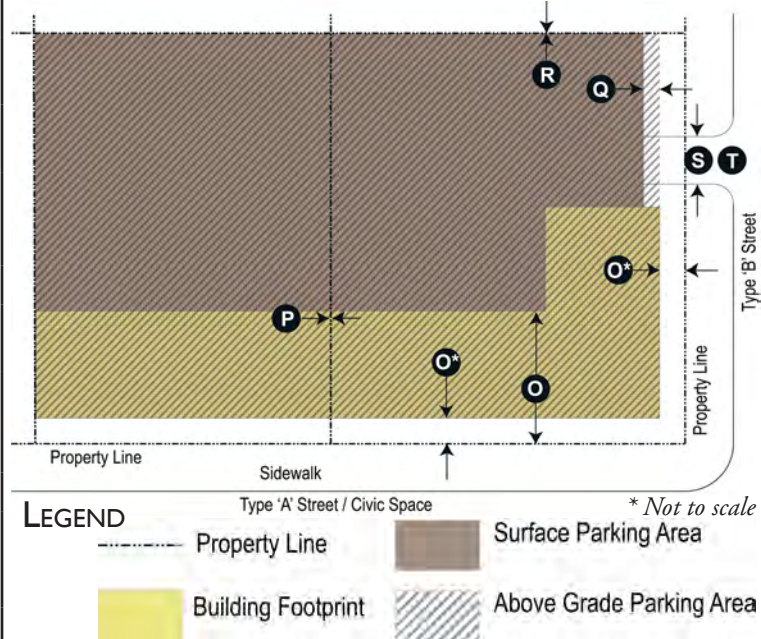 R
Q
S T
O*
Type 'B' Street
P
O*
O
Property Line
Property Line
Sidewalk
Type 'A' Street / Civic Space
* Not to scale
LEGEND
Property Line
Surface Parking Area
Building Footprint
Above Grade Parking Area